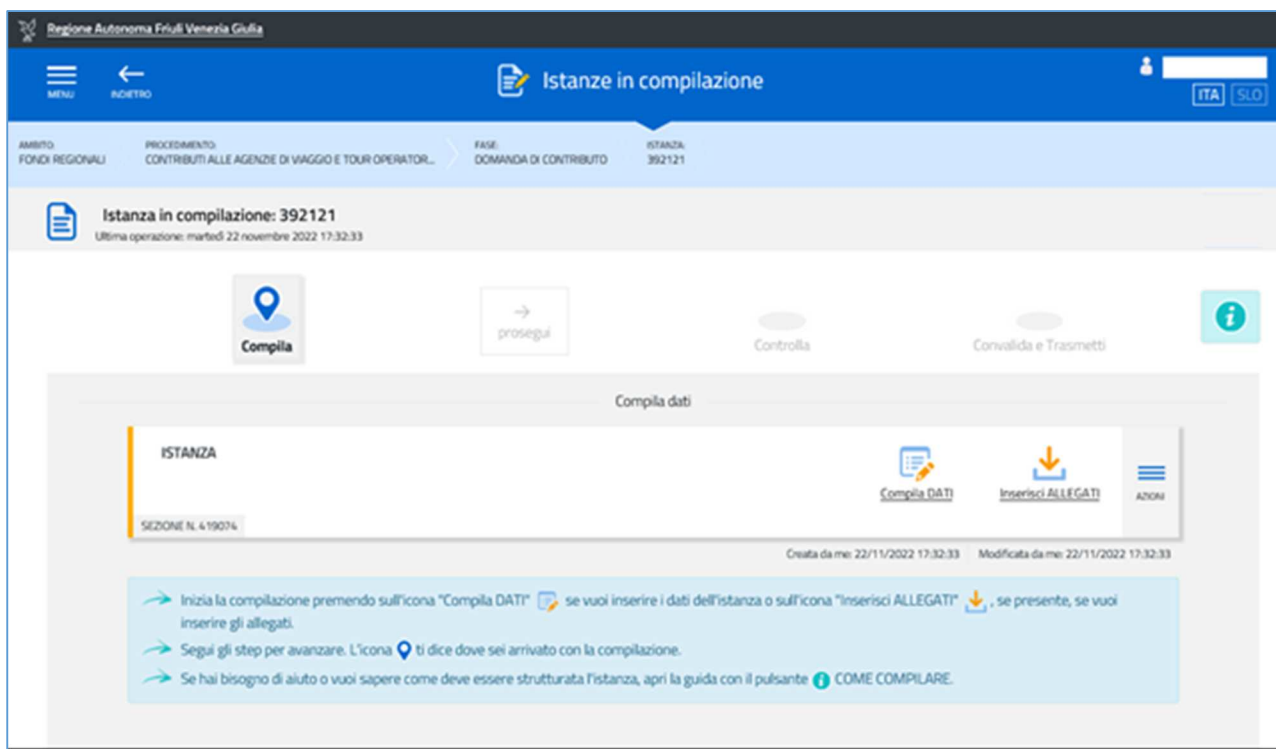 Regione Autonoma Friuli Venezia Giulia
MENU
INDIETRO
Istanze in compilazione
ITA SLO
AMBITO:
FONDI REGIONALI
PROCEDIMENTO:
CONTRIBUTI ALLE AGENZIE DI VIAGGIO E TOUR OPERATOR...
FASE:
DOMANDA DI CONTRIBUTO
ISTANZA:
392121
Istanza in compilazione: 392121
Ultima operazione: martedì 22 novembre 2022 17:32:33
Compila
prosegui
Controlla
Convalida e Trasmetti
Compila dati
ISTANZA
Compila DATI
Inserisci ALLEGATI
AZIONI
SEZIONE N. 419074
Creata da me: 22/11/2022 17:32:33 Modificata da me: 22/11/2022 17:32:33
Inizia la compilazione premendo sull'icona "Compila DATI" se vuoi inserire i dati dell'istanza o sull'icona "Inserisci ALLEGATI" , se presente, se vuoi
inserire gli allegati.
Segui gli step per avanzare. L'icona ti dice dove sei arrivato con la compilazione.
Se hai bisogno di aiuto o vuoi sapere come deve essere strutturata l'istanza, apri la guida con il pulsante COME COMPILARE.